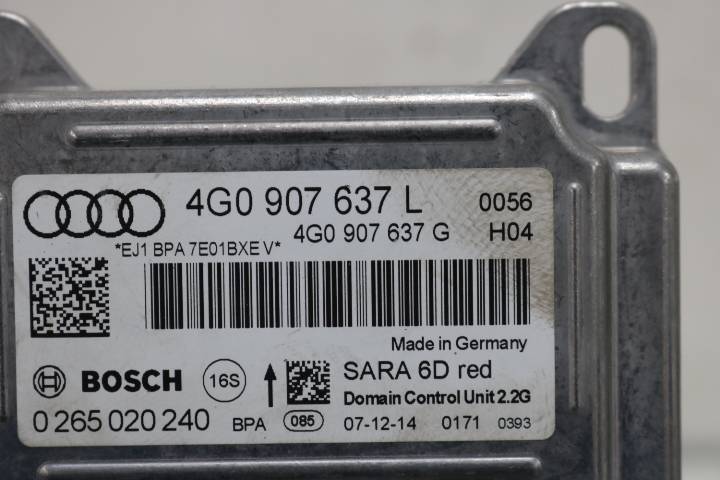 4G0 907 637 L 0056
4G0 907 637 G H04
*EJ1 BPA 7E01BXE V*
Made in Germany
BOSCH 16S SARA 6D red
Domain Control Unit 2.2G
0 265 020 240 BPA 085 07-12-14 0171 0393